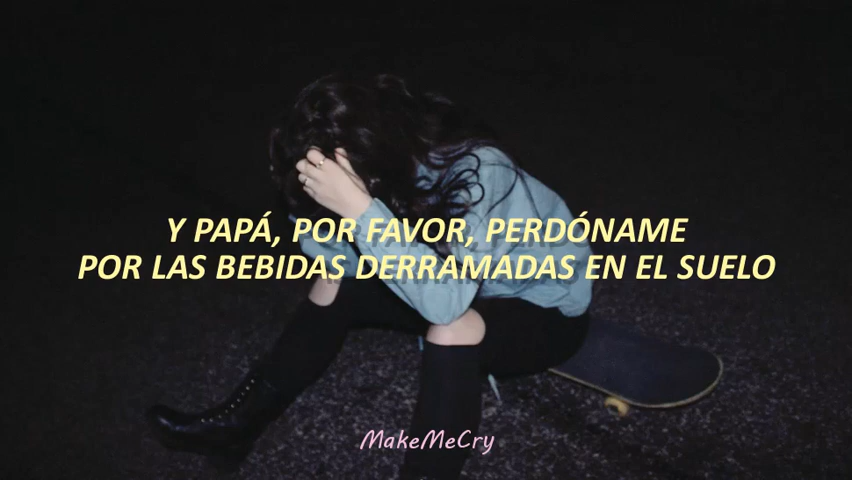 Y PAPÁ, POR FAVOR, PERDÓNAME
POR LAS BEBIDAS DERRAMADAS EN EL SUELO
MakeMeCry